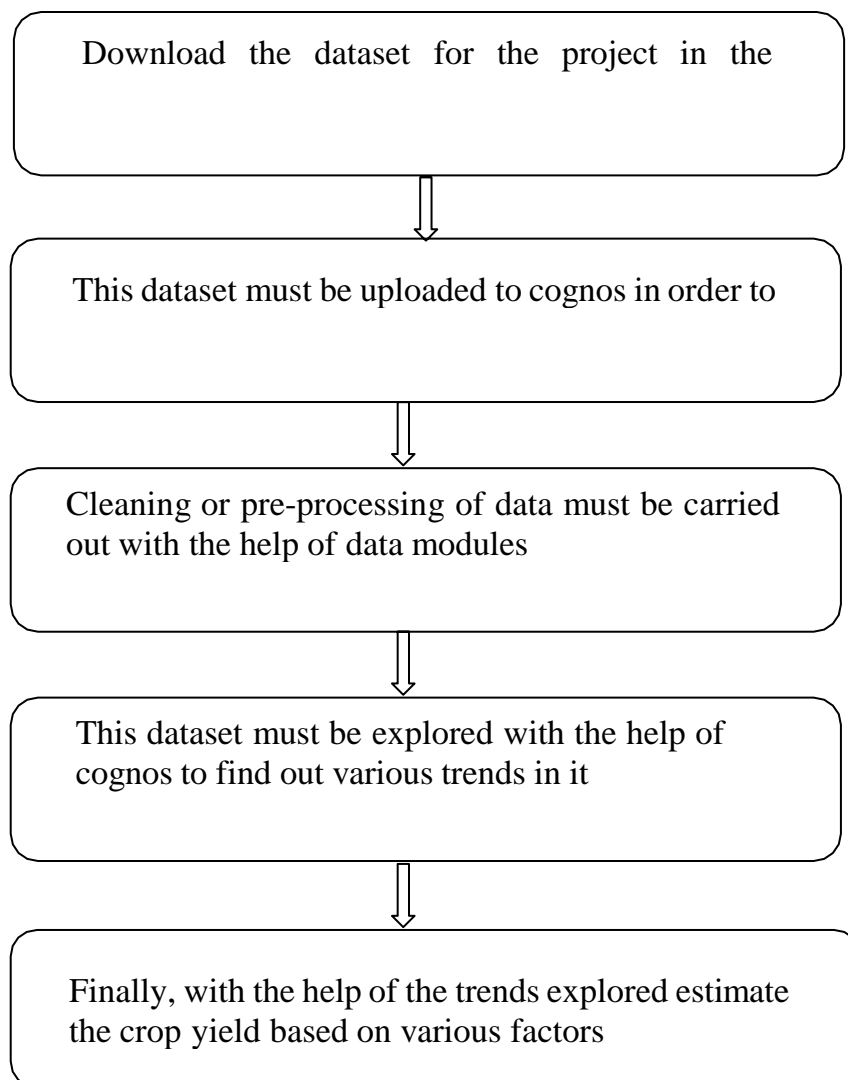 Download the dataset for the project in the
This dataset must be uploaded to cognos in order to
Cleaning or pre-processing of data must be carried
out with the help of data modules
This dataset must be explored with the help of
cognos to find out various trends in it
Finally, with the help of the trends explored estimate
the crop yield based on various factors